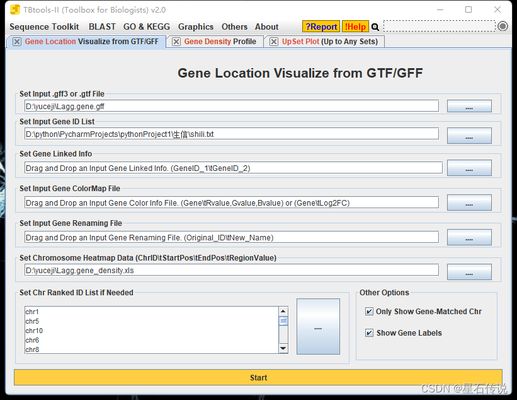 TBtools-II (Toolbox for Biologists) v2.0
Sequence Toolkit BLAST GO & KEGG Graphics Others About ?Report !Help
Gene Location Visualize from GTF/GFF Gene Density Profile UpSet Plot (Up to Any Sets)
Gene Location Visualize from GTF/GFF
Set Input .gff3 or .gtf File
D:\yuceji\Lagg.gene.gff ....
Set Input Gene ID List
D:\python\PycharmProjects\pythonProject1\生信\shili.txt ....
Set Gene Linked Info
Drag and Drop an Input Gene Linked Info. (GeneID_1\tGeneID_2) ....
Set Input Gene ColorMap File
Drag and Drop an Input Gene Color Info File. (Gene\tRvalue,Gvalue,Bvalue) or (Gene\tLog2FC) ....
Set Input Gene Renaming File
Drag and Drop an Input Gene Renaming File. (Original_ID\tNew_Name) ....
Set Chromosome Heatmap Data (ChrID\tStartPos\tEndPos\tRegionValue)
D:\yuceji\Lagg.gene_density.xls ....
Set Chr Ranked ID List if Needed
chr1
chr5
chr10
chr6
chr8
....
Other Options
Only Show Gene-Matched Chr
Show Gene Labels
Start
CSDN @星石传说